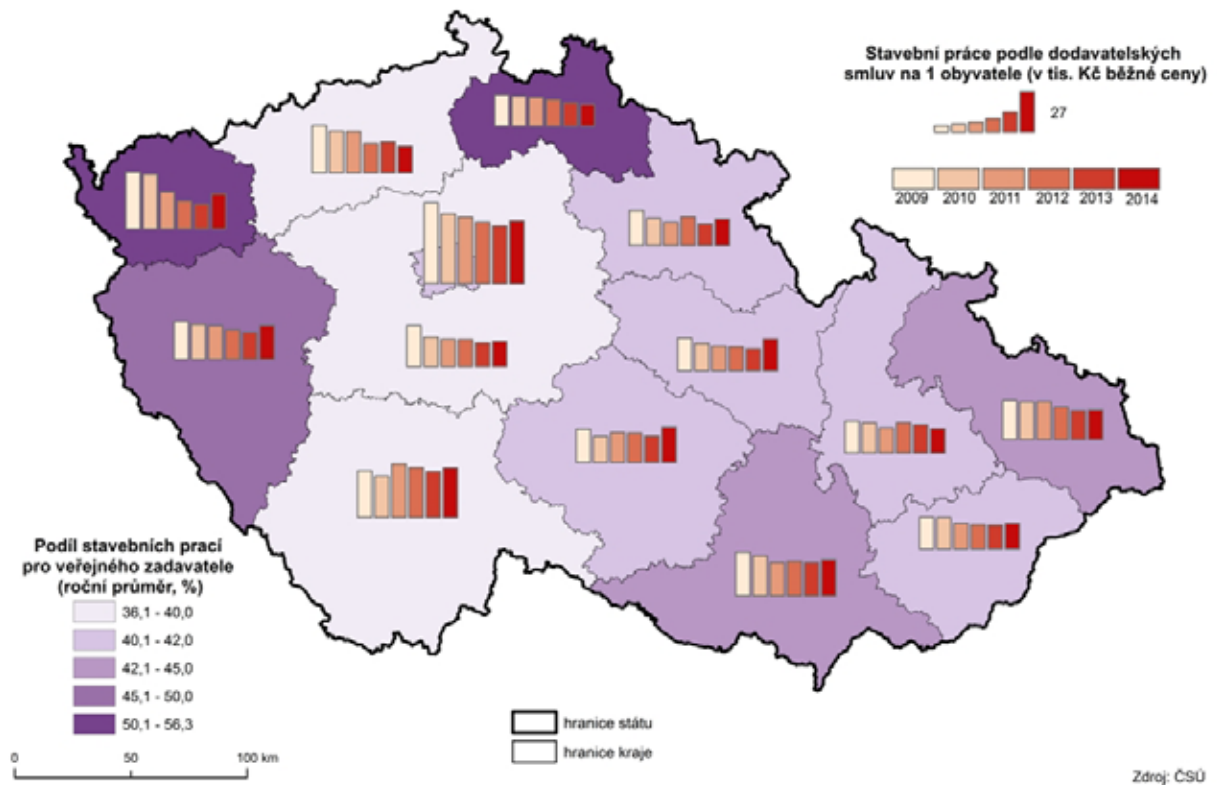 Stavební práce podle dodavatelských
smluv na 1 obyvatele (v tis. Kč běžné ceny)
27
2009 2010 2011 2012 2013 2014
Podíl stavebních prací
pro veřejného zadavatele
(roční průměr, %)
36,1 - 40,0
40,1 - 42,0
42,1 - 45,0
45,1 - 50,0
50,1 - 56,3
hranice státu
hranice kraje
0 50 100 km
Zdroj: ČSÚ